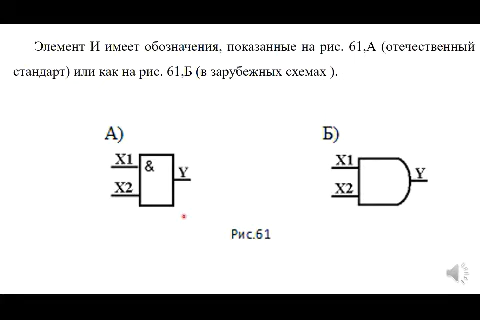 Элемент И имеет обозначения, показанные на рис. 61,А (отечественный
стандарт) или как на рис. 61,Б (в зарубежных схемах ).
А) Б)
X1 & Y X1 Y
X2 X2
Рис.61